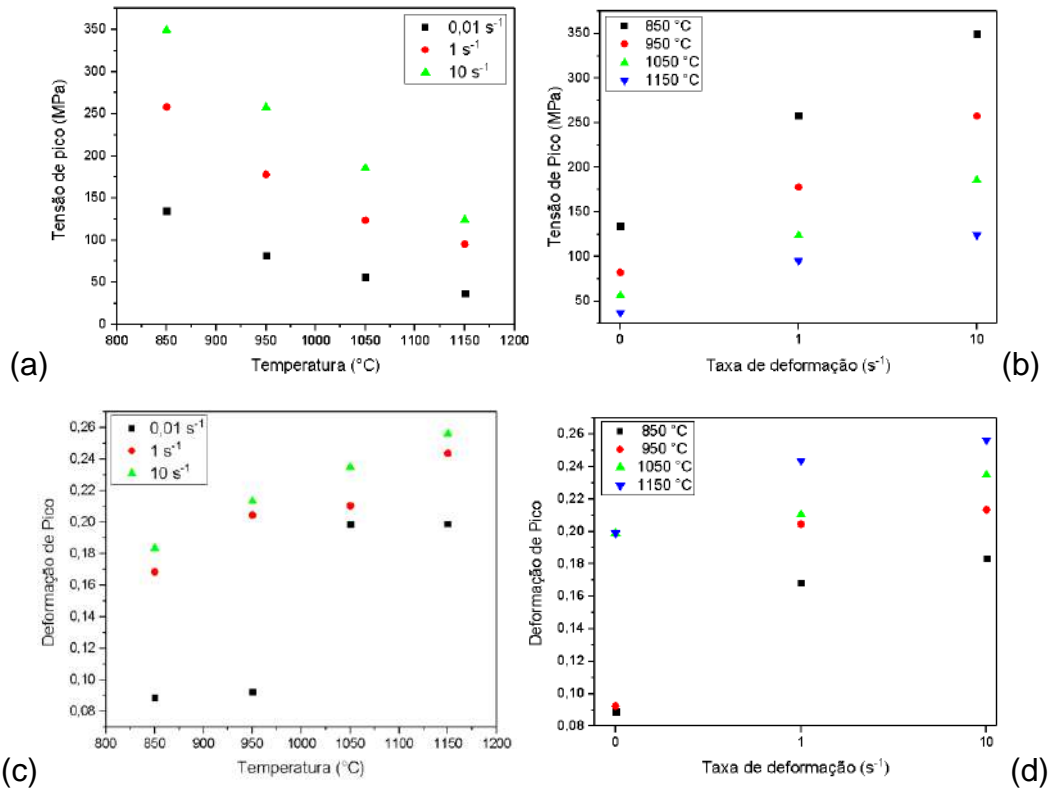 0,01 s⁻¹
1 s⁻¹
10 s⁻¹
Tensão de pico (MPa)
350
300
250
200
150
100
50
0
800 850 900 950 1000 1050 1100 1150 1200
Temperatura (°C)
(a)
850 °C
950 °C
1050 °C
1150 °C
Tensão de Pico (MPa)
350
300
250
200
150
100
50
0 1 10
Taxa de deformação (s⁻¹)
(b)
0,01 s⁻¹
1 s⁻¹
10 s⁻¹
Deformação de Pico
0,26
0,24
0,22
0,20
0,18
0,16
0,14
0,12
0,10
0,08
800 850 900 950 1000 1050 1100 1150 1200
Temperatura (°C)
(c)
850 °C
950 °C
1050 °C
1150 °C
Deformação de Pico
0,26
0,24
0,22
0,20
0,18
0,16
0,14
0,12
0,10
0,08
0 1 10
Taxa de deformação (s⁻¹)
(d)